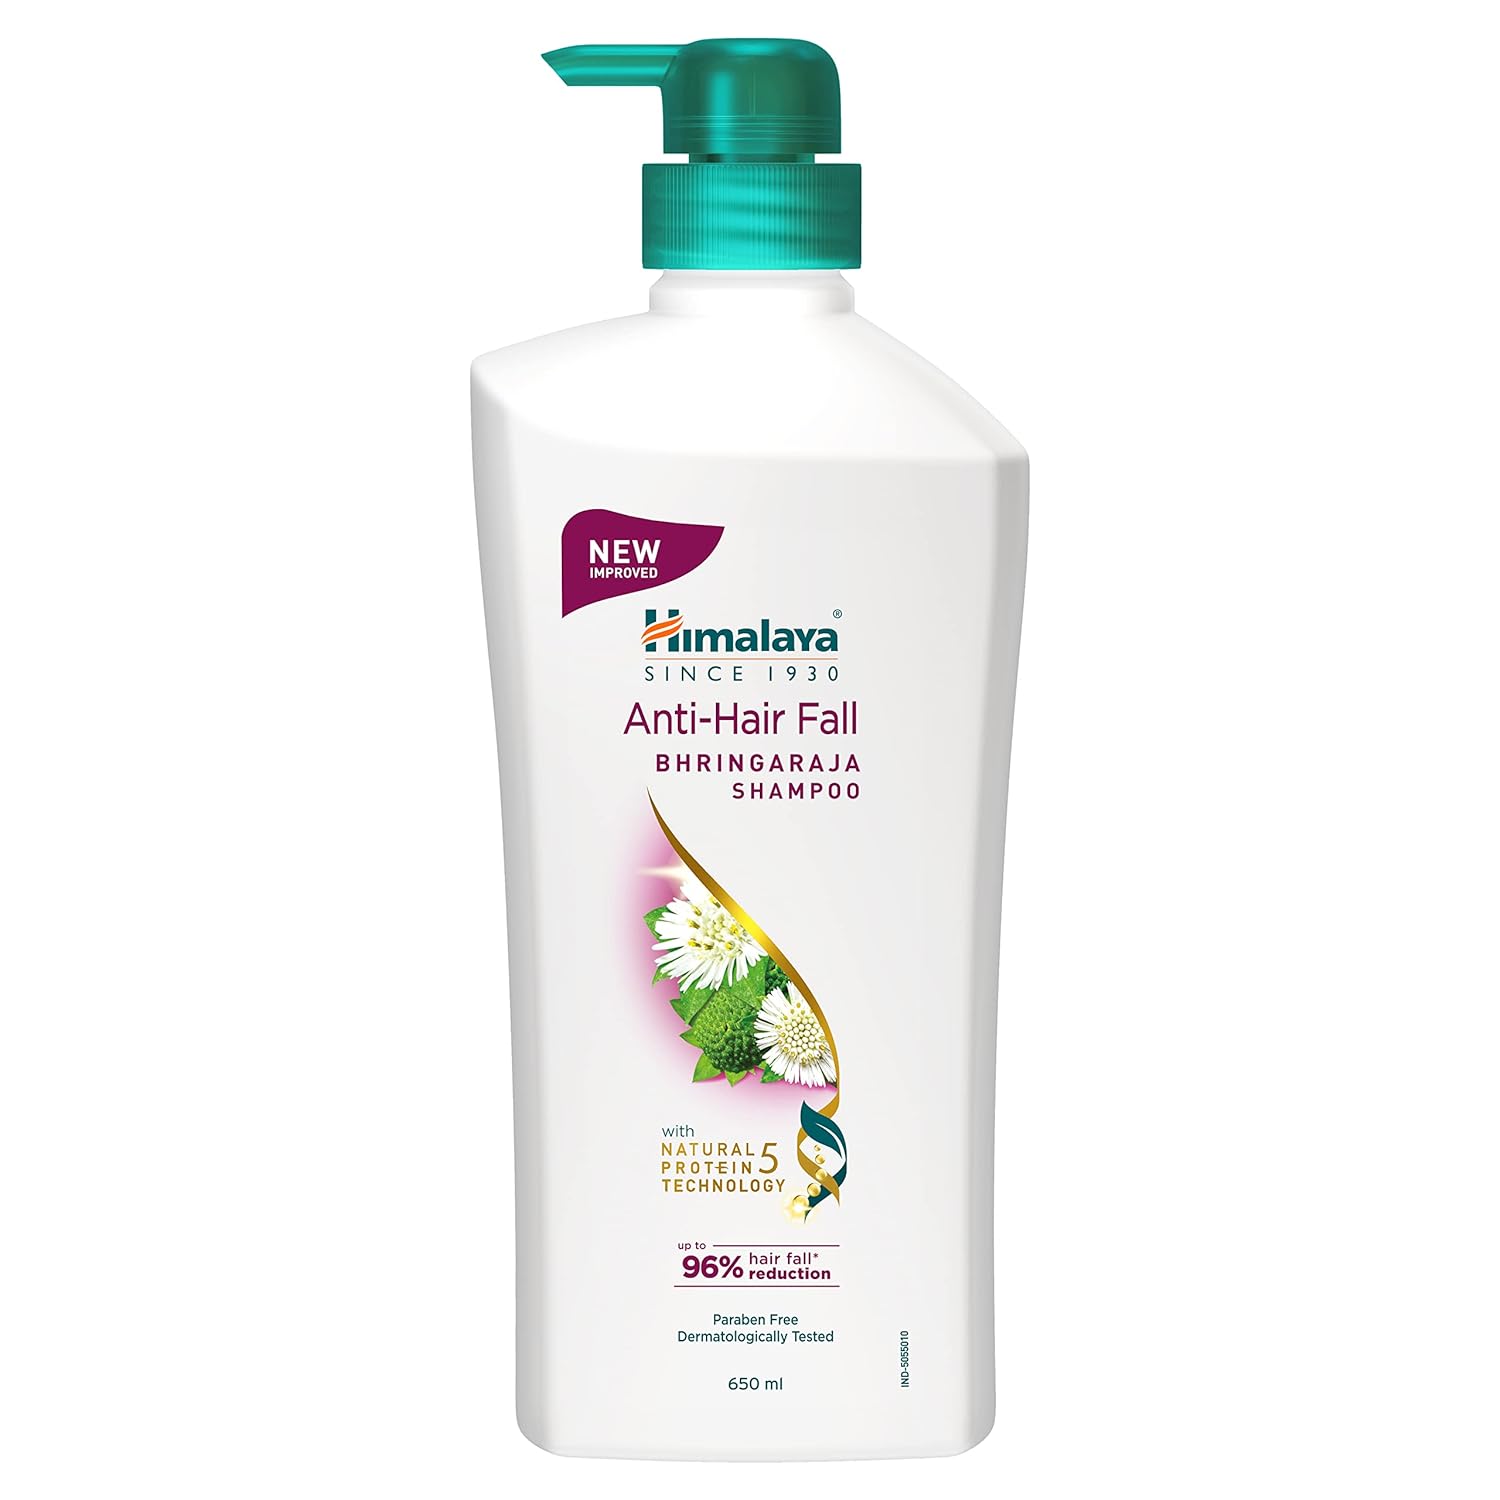 NEW
IMPROVED
Himalaya®
SINCE 1930
Anti-Hair Fall
BHRINGARAJA
SHAMPOO
with
NATURAL 5
PROTEIN
TECHNOLOGY
up to
96% hair fall*
reduction
Paraben Free
Dermatologically Tested
650 ml
IND-5055010